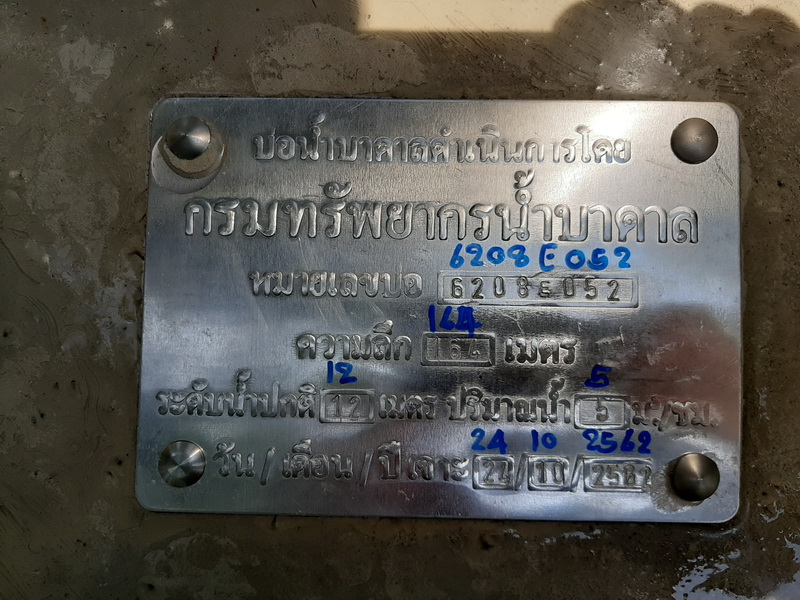 บ่อน้ำบาดาลดำเนินการโดย
กรมทรัพยากรน้ำบาดาล
6208E052
หมายเลขบ่อ 6208E052
164
ความลึก 164 เมตร
12 5
ระดับน้ำปกติ 12 เมตร ปริมาณน้ำ 5 ม³/ชม.
24 10 2562
วัน / เดือน / ปี เจาะ 24/10/2562